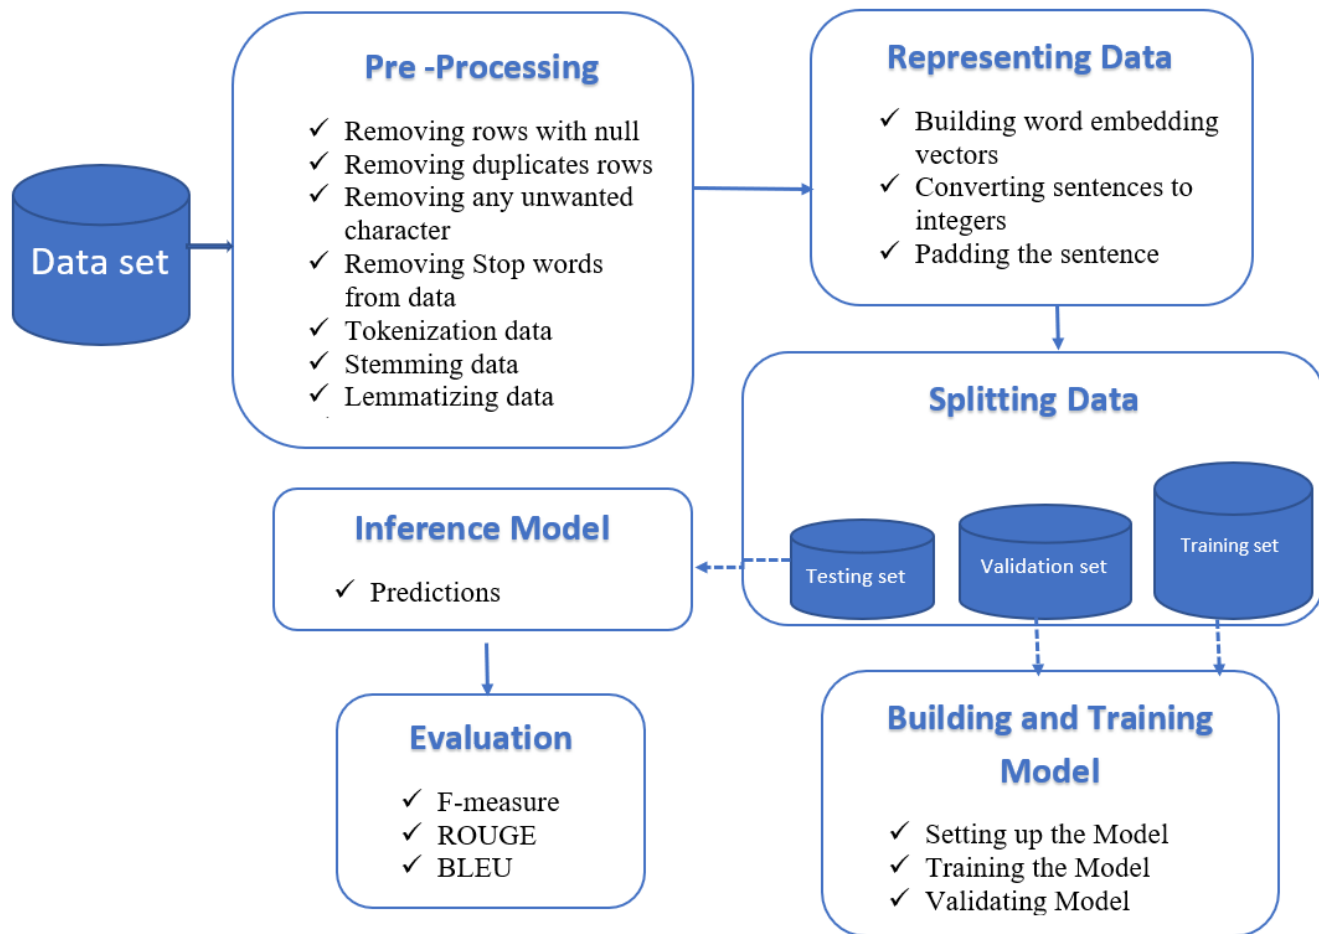 Data set
Pre -Processing
Removing rows with null
Removing duplicates rows
Removing any unwanted
character
Removing Stop words
from data
Tokenization data
Stemming data
Lemmatizing data
Representing Data
Building word embedding
vectors
Converting sentences to
integers
Padding the sentence
Splitting Data
Testing set
Validation set
Training set
Inference Model
Predictions
Evaluation
F-measure
ROUGE
BLEU
Building and Training
Model
Setting up the Model
Training the Model
Validating Model